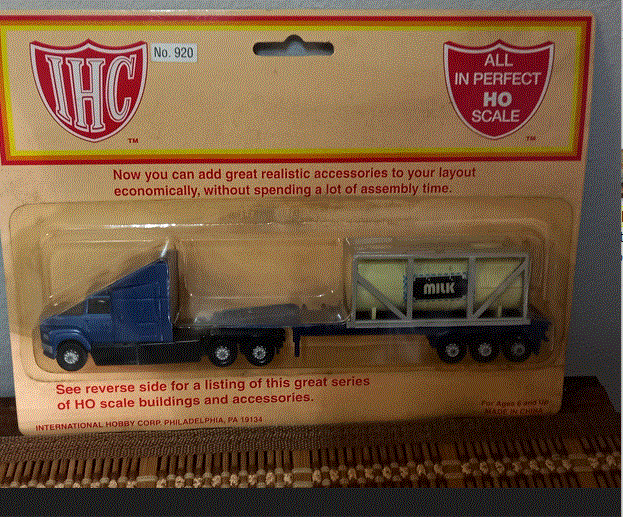 IHC
TM
No. 920
ALL
IN PERFECT
HO
SCALE
TM
Now you can add great realistic accessories to your layout
economically, without spending a lot of assembly time.
MILK
See reverse side for a listing of this great series
of HO scale buildings and accessories.
For Ages 8 and Up
MADE IN CHINA
INTERNATIONAL HOBBY CORP. PHILADELPHIA, PA 19134